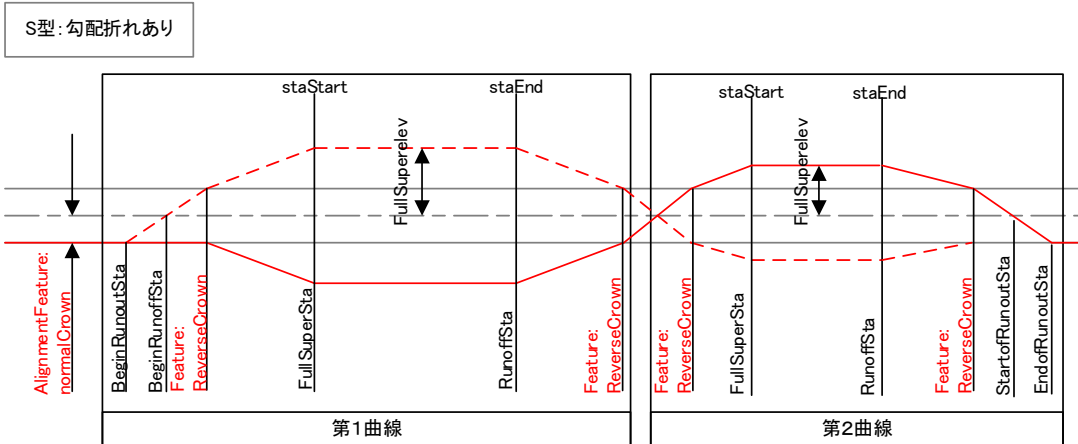 S型:勾配折れあり
staStart
staEnd
staStart
staEnd
FullSuperelev
FullSuperelev
AlignmentFeature:
normalCrown
BeginRunoutSta
BeginRunoffSta
Feature:
ReverseCrown
FullSuperSta
RunoffSta
Feature:
ReverseCrown
Feature:
ReverseCrown
FullSuperSta
RunoffSta
Feature:
ReverseCrown
StartofRunoutSta
EndofRunoutSta
第1曲線
第2曲線